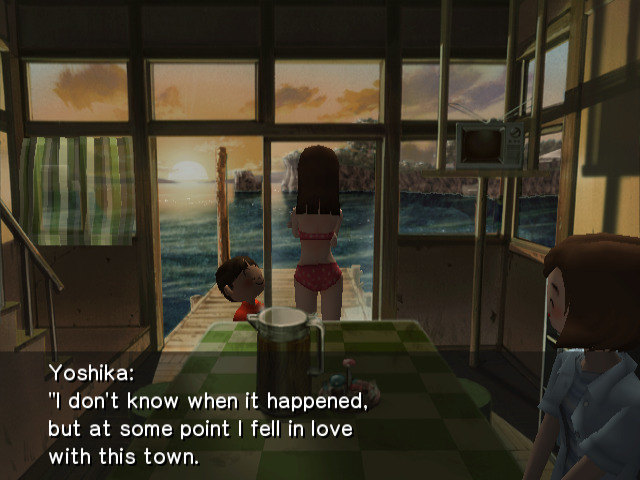 Yoshika:
"I don't know when it happened,
but at some point I fell in love
with this town.